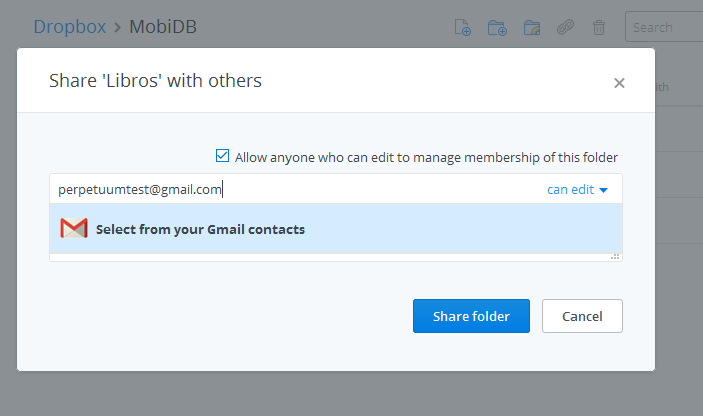 Dropbox > MobiDB
Search
Share 'Libros' with others
Allow anyone who can edit to manage membership of this folder
perpetuumtest@gmail.com
can edit
Select from your Gmail contacts
Share folder
Cancel